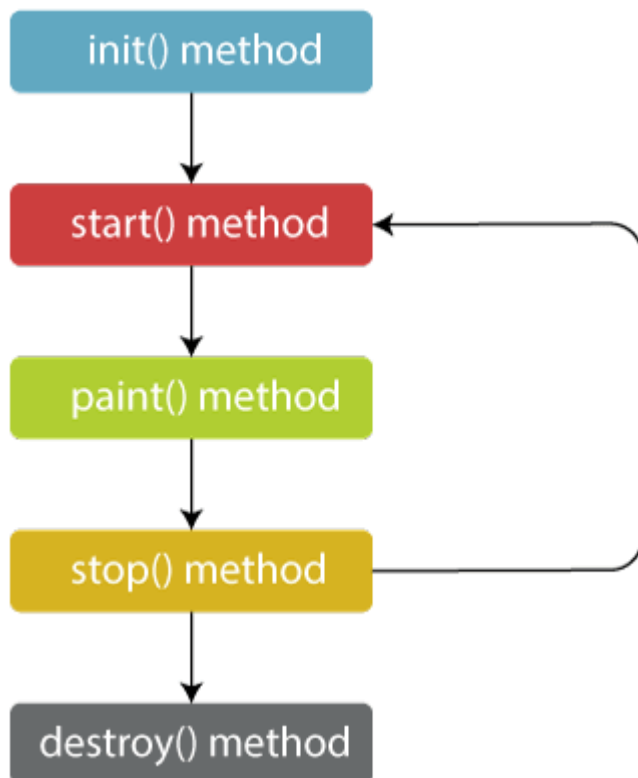 init() method
start() method
paint() method
stop() method
destroy() method